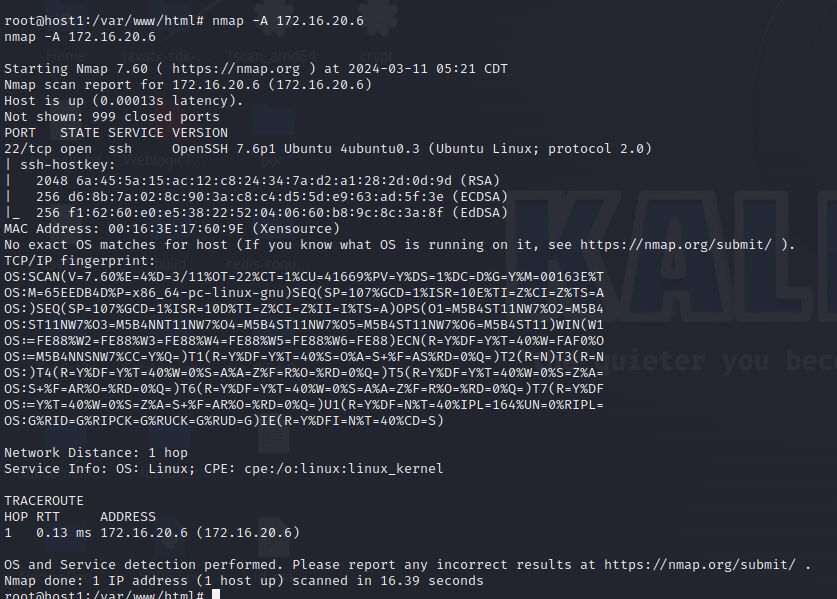 root@host1:/var/www/html# nmap -A 172.16.20.6
nmap -A 172.16.20.6
Starting Nmap 7.60 ( https://nmap.org ) at 2024-03-11 05:21 CDT
Nmap scan report for 172.16.20.6 (172.16.20.6)
Host is up (0.00013s latency).
Not shown: 999 closed ports
PORT   STATE SERVICE VERSION
22/tcp open  ssh     OpenSSH 7.6p1 Ubuntu 4ubuntu0.3 (Ubuntu Linux; protocol 2.0)
| ssh-hostkey:
|   2048 6a:45:5a:15:ac:12:c8:24:34:7a:d2:a1:28:2d:0d:9d (RSA)
|   256 d6:8b:7a:02:8c:90:3a:c8:c4:d5:5d:e9:63:ad:5f:3e (ECDSA)
|_  256 f1:62:60:e0:e5:38:22:52:04:06:60:b8:9c:8c:3a:8f (EdDSA)
MAC Address: 00:16:3E:17:60:9E (Xensource)
No exact OS matches for host (If you know what OS is running on it, see https://nmap.org/submit/ ).
TCP/IP fingerprint:
OS:SCAN(V=7.60%E=4%D=3/11%OT=22%CT=1%CU=41669%PV=Y%DS=1%DC=D%G=Y%M=00163E%T
OS:M=65EEDB4D%P=x86_64-pc-linux-gnu)SEQ(SP=107%GCD=1%ISR=10E%TI=Z%CI=Z%TS=A
OS:)SEQ(SP=107%GCD=1%ISR=10D%TI=Z%CI=Z%II=I%TS=A)OPS(O1=M5B4ST11NW7%O2=M5B4
OS:ST11NW7%O3=M5B4NNT11NW7%O4=M5B4ST11NW7%O5=M5B4ST11NW7%O6=M5B4ST11)WIN(W1
OS:=FE88%W2=FE88%W3=FE88%W4=FE88%W5=FE88%W6=FE88)ECN(R=Y%DF=Y%T=40%W=FAF0%O
OS:=M5B4NNSNW7%CC=Y%Q=)T1(R=Y%DF=Y%T=40%S=O%A=S+%F=AS%RD=0%Q=)T2(R=N)T3(R=N
OS:)T4(R=Y%DF=Y%T=40%W=0%S=A%A=Z%F=R%O=%RD=0%Q=)T5(R=Y%DF=Y%T=40%W=0%S=Z%A=
OS:S+%F=AR%O=%RD=0%Q=)T6(R=Y%DF=Y%T=40%W=0%S=A%A=Z%F=R%O=%RD=0%Q=)T7(R=Y%DF
OS:=Y%T=40%W=0%S=Z%A=S+%F=AR%O=%RD=0%Q=)U1(R=Y%DF=N%T=40%IPL=164%UN=0%RIPL=
OS:G%RID=G%RIPCK=G%RUCK=G%RUD=G)IE(R=Y%DFI=N%T=40%CD=S)
Network Distance: 1 hop
Service Info: OS: Linux; CPE: cpe:/o:linux:linux_kernel
TRACEROUTE
HOP RTT     ADDRESS
1   0.13 ms 172.16.20.6 (172.16.20.6)
OS and Service detection performed. Please report any incorrect results at https://nmap.org/submit/ .
Nmap done: 1 IP address (1 host up) scanned in 16.39 seconds
root@host1:/var/www/html#
KALI
quieter you bec